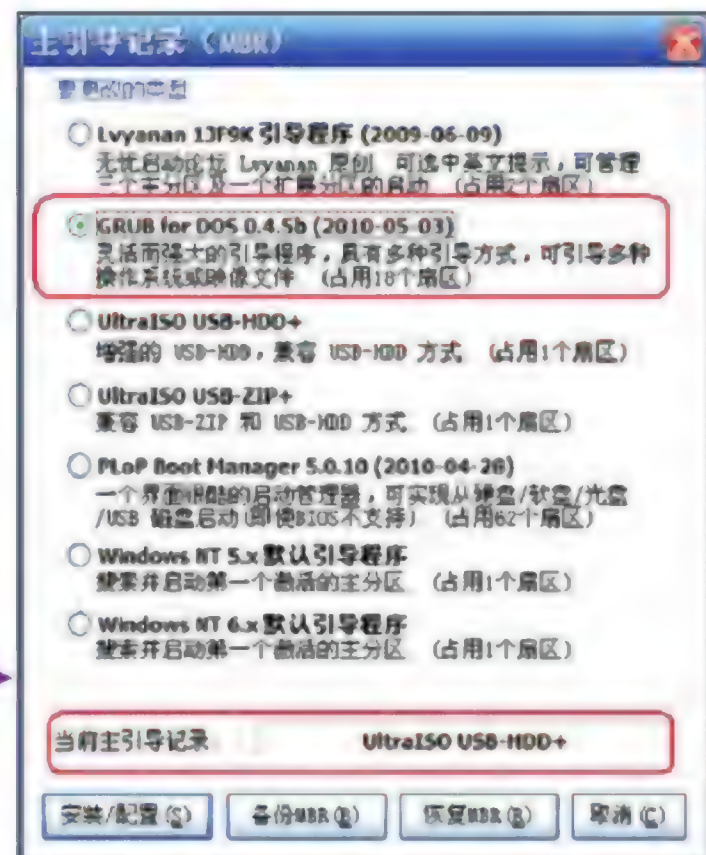 主引导记录 (MBR)
要更改的类型
Lvyanan 1JF9K 引导程序 (2009-06-09)
无忧启动论坛 Lvyanan 原创 可选中英文提示，可管理
三个主分区及一个扩展分区的启动 (占用2个扇区)
GRUB for DOS 0.4.5b (2010-05-03)
灵活而强大的引导程序，具有多种引导方式，可引导多种
操作系统或映像文件 (占用18个扇区)
UltraISO USB-HDD+
增强的 USB-HDD，兼容 USB-HDD 方式 (占用1个扇区)
UltraISO USB-ZIP+
兼容 USB-ZIP 和 USB-HDD 方式 (占用1个扇区)
PLoP Boot Manager 5.0.10 (2010-04-26)
一个界面很酷的启动管理器，可实现从硬盘/软盘/光盘
/USB 磁盘启动(即使BIOS不支持) (占用62个扇区)
Windows NT 5.x 默认引导程序
搜索并启动第一个激活的主分区 (占用1个扇区)
Windows NT 6.x 默认引导程序
搜索并启动第一个激活的主分区 (占用1个扇区)
当前主引导记录 UltraISO USB-HDD+
安装/配置(S) 备份MBR(B) 恢复MBR(R) 取消(C)